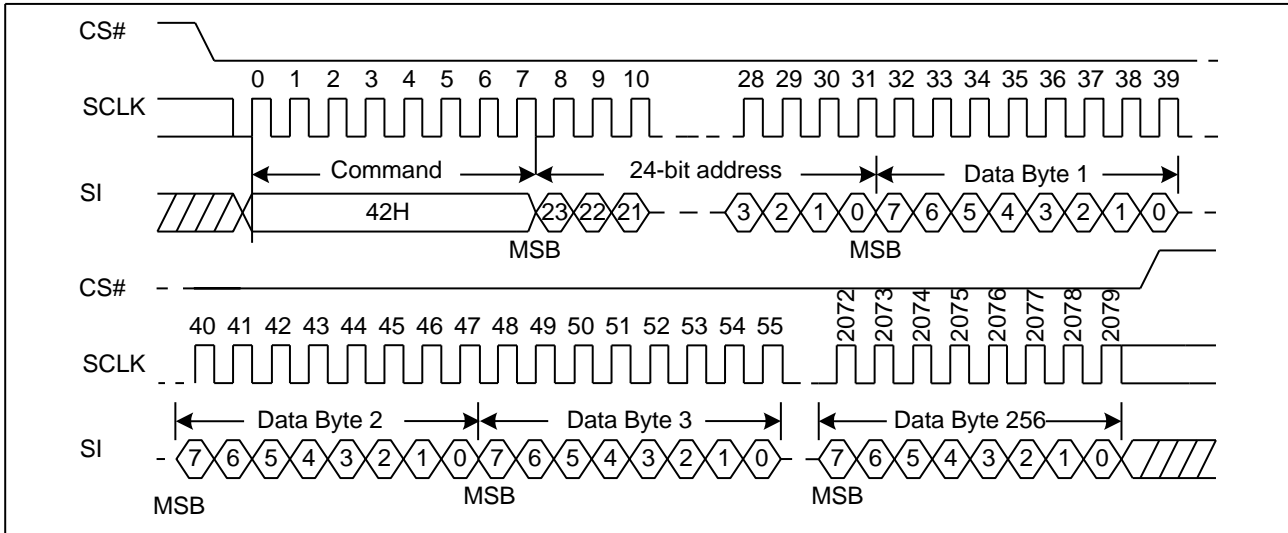 CS#
0 1 2 3 4 5 6 7 8 9 10 28 29 30 31 32 33 34 35 36 37 38 39
SCLK
Command 24-bit address Data Byte 1
SI
42H 23 22 21 3 2 1 0 7 6 5 4 3 2 1 0
MSB MSB
CS#
40 41 42 43 44 45 46 47 48 49 50 51 52 53 54 55 2072 2073 2074 2075 2076 2077 2078 2079
SCLK
Data Byte 2 Data Byte 3 Data Byte 256
SI
7 6 5 4 3 2 1 0 7 6 5 4 3 2 1 0 7 6 5 4 3 2 1 0
MSB MSB MSB